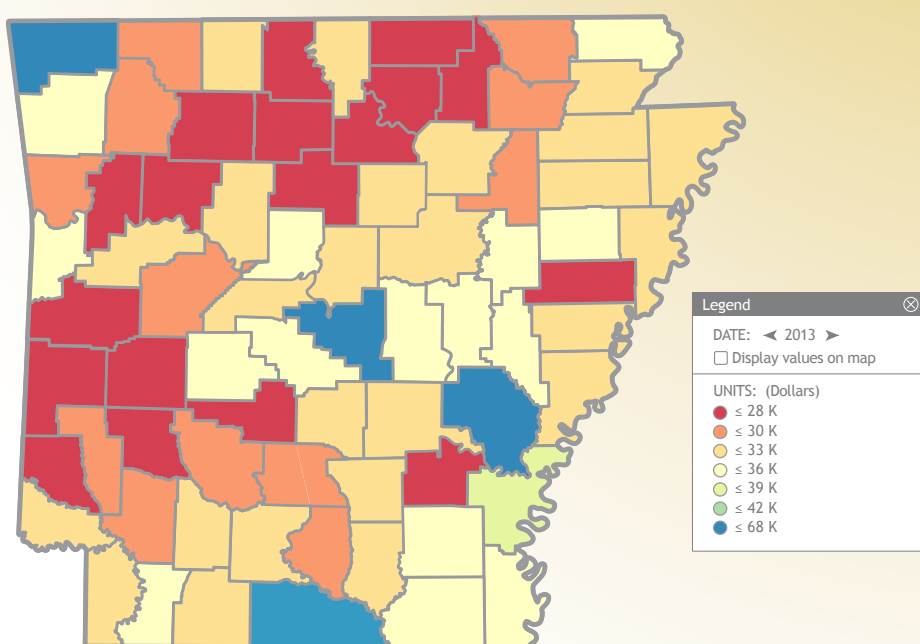 Legend
DATE: 2013
Display values on map
UNITS: (Dollars)
≤ 28 K
≤ 30 K
≤ 33 K
≤ 36 K
≤ 39 K
≤ 42 K
≤ 68 K